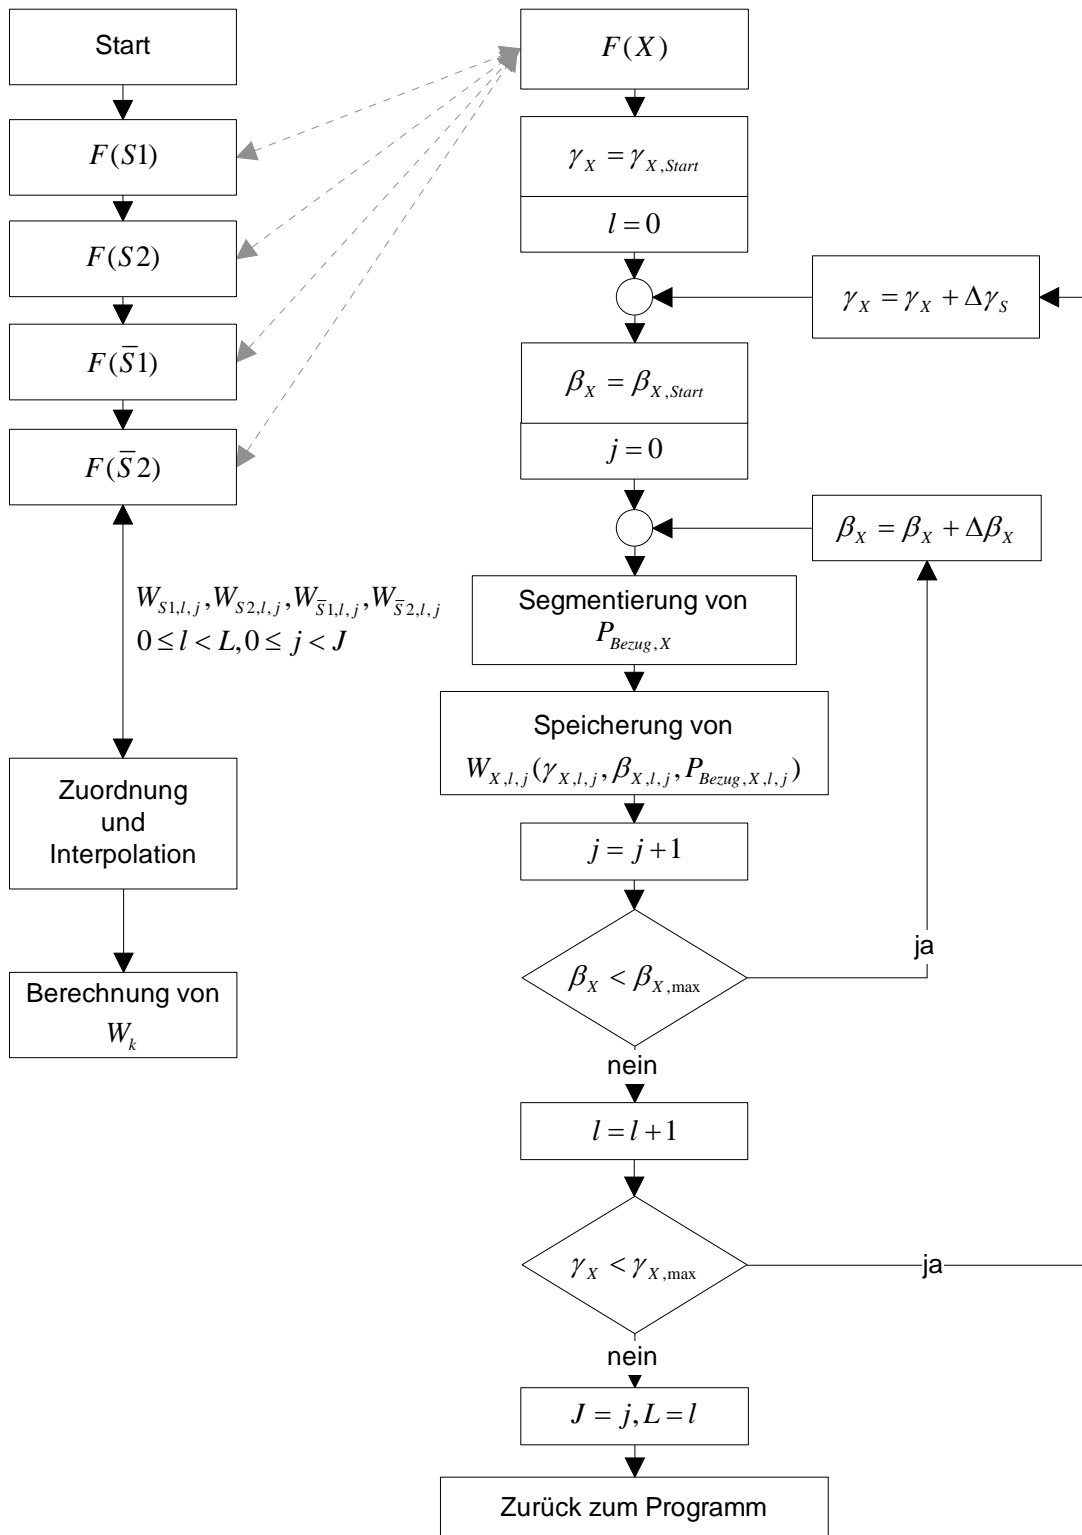 Start
F(S1)
F(S2)
F(S̅1)
F(S̅2)
W_{S1,l,j}, W_{S2,l,j}, W_{S̅1,l,j}, W_{S̅2,l,j}
0 ≤ l < L, 0 ≤ j < J
Zuordnung
und
Interpolation
Berechnung von
W_k
F(X)
γ_X = γ_{X,Start}
l = 0
γ_X = γ_X + Δγ_S
β_X = β_{X,Start}
j = 0
β_X = β_X + Δβ_X
Segmentierung von
P_{Bezug,X}
Speicherung von
W_{X,l,j}(γ_{X,l,j}, β_{X,l,j}, P_{Bezug,X,l,j})
j = j + 1
β_X < β_{X,max}
ja
nein
l = l + 1
γ_X < γ_{X,max}
ja
nein
J = j, L = l
Zurück zum Programm